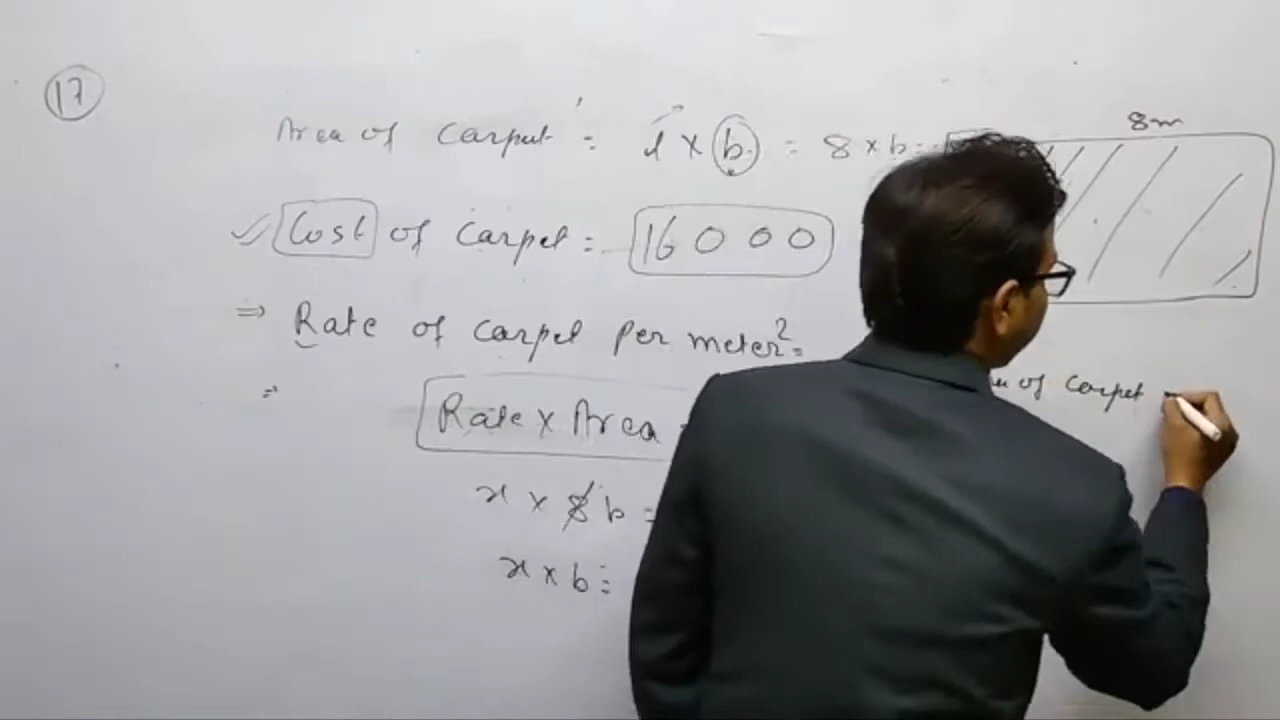 17
8m
Area of Carpet = l × b = 8 × b =
Cost of Carpet = 16000
⇒ Rate of Carpet per meter² =
of Carpet
⇒ Rate × Area
x × 8 b =
x × b =